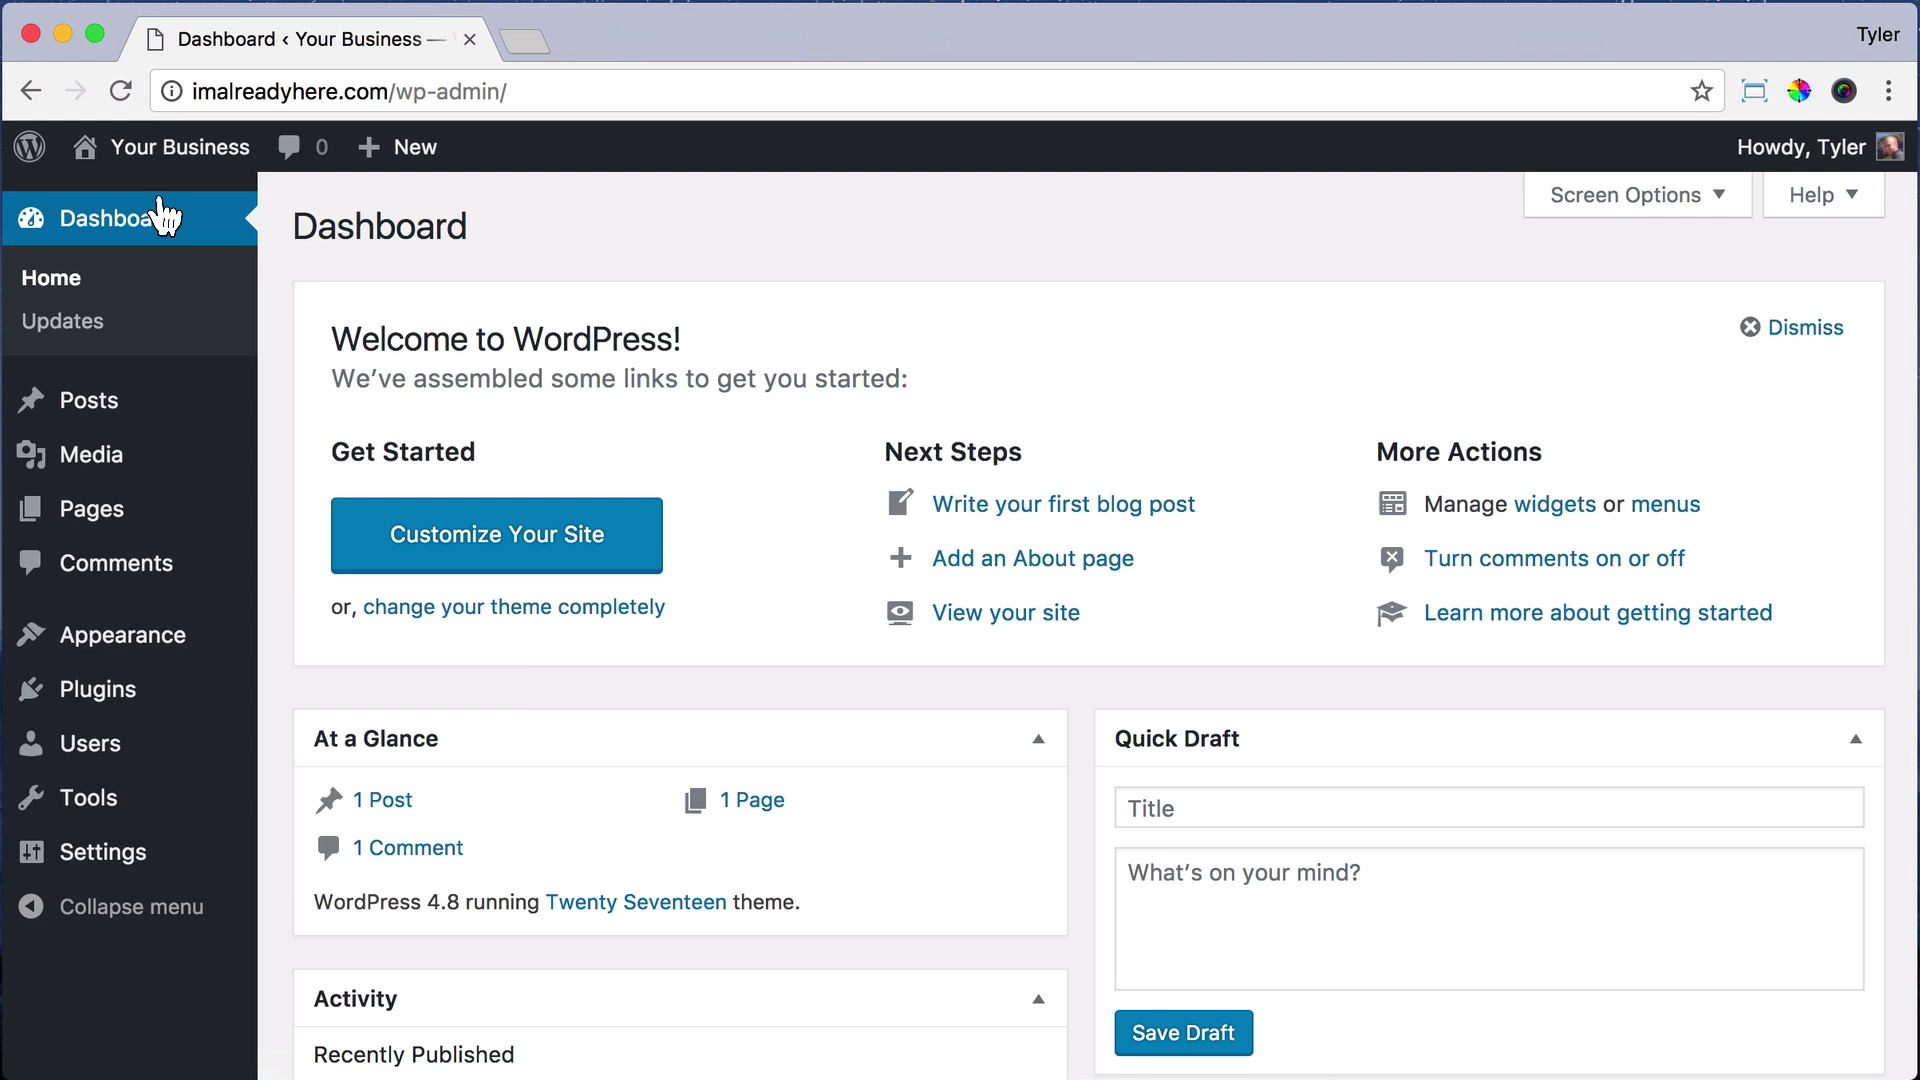 Dashboard ‹ Your Business —
Tyler
imalreadyhere.com/wp-admin/
Your Business
0
New
Howdy, Tyler
Dashboa
Home
Updates
Posts
Media
Pages
Comments
Appearance
Plugins
Users
Tools
Settings
Collapse menu
Screen Options
Help
Dashboard
Welcome to WordPress!
We’ve assembled some links to get you started:
Dismiss
Get Started
Customize Your Site
or, change your theme completely
Next Steps
Write your first blog post
Add an About page
View your site
More Actions
Manage widgets or menus
Turn comments on or off
Learn more about getting started
At a Glance
1 Post
1 Page
1 Comment
WordPress 4.8 running Twenty Seventeen theme.
Activity
Recently Published
Quick Draft
Title
What’s on your mind?
Save Draft